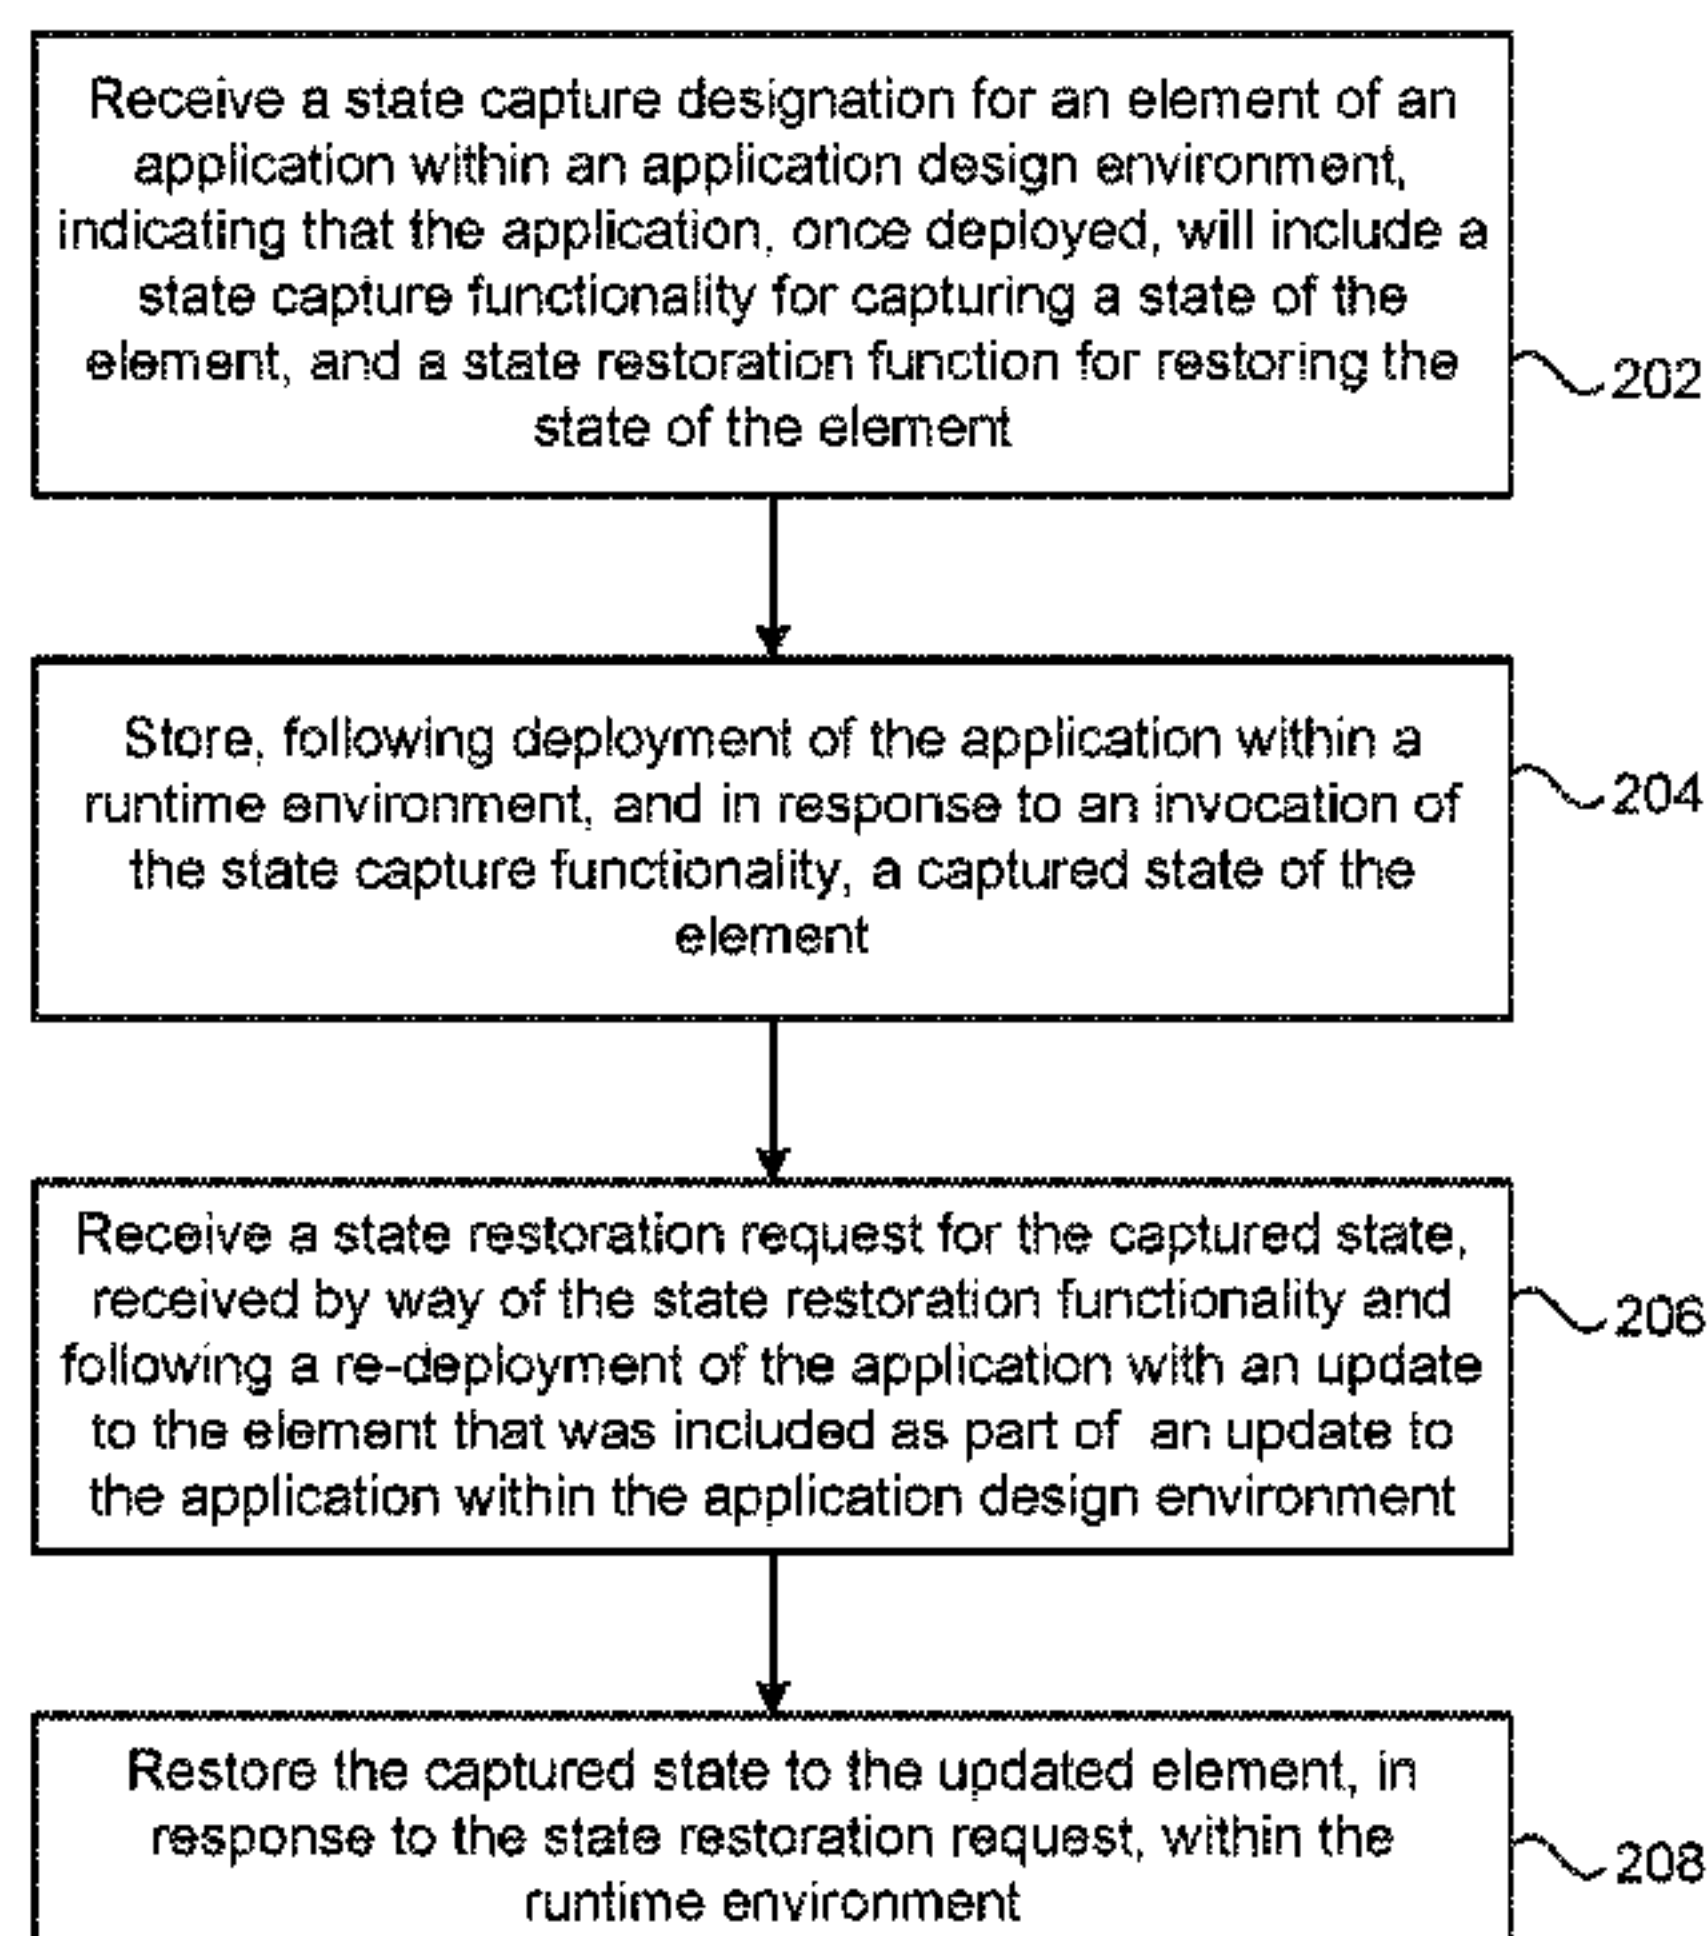 Receive a state capture designation for an element of an
application within an application design environment,
indicating that the application, once deployed, will include a
state capture functionality for capturing a state of the
element, and a state restoration function for restoring the
state of the element
202
Store, following deployment of the application within a
runtime environment, and in response to an invocation of
the state capture functionality, a captured state of the
element
204
Receive a state restoration request for the captured state,
received by way of the state restoration functionality and
following a re-deployment of the application with an update
to the element that was included as part of an update to
the application within the application design environment
206
Restore the captured state to the updated element, in
response to the state restoration request, within the
runtime environment
208